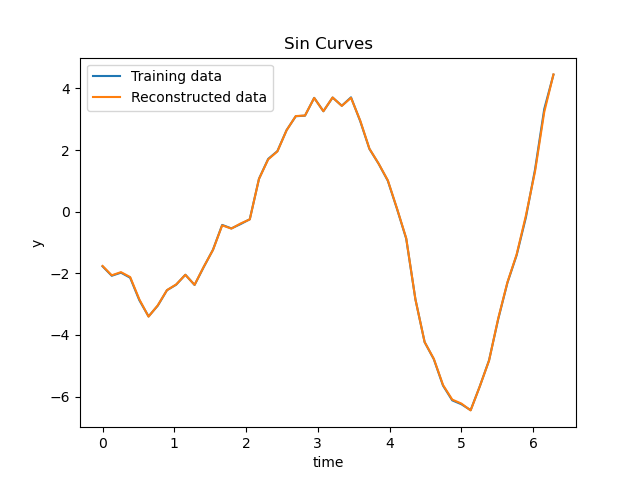 Sin Curves
Training data
Reconstructed data
4
2
0
−2
−4
−6
y
0 1 2 3 4 5 6
time